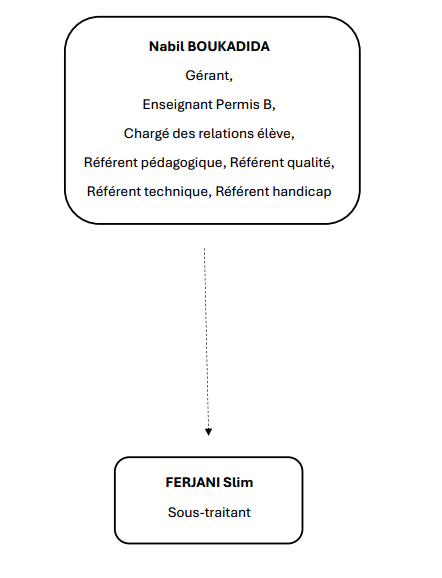 Nabil BOUKADIDA
Gérant,
Enseignant Permis B,
Chargé des relations élève,
Référent pédagogique, Référent qualité,
Référent technique, Référent handicap
FERJANI Slim
Sous-traitant